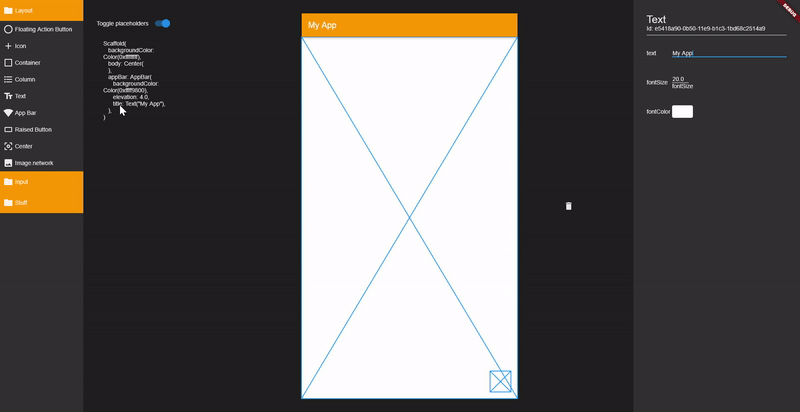 Layout
Floating Action Button
Icon
Container
Column
Text
App Bar
Raised Button
Center
Image.network
Input
Stuff
Toggle placeholders
Scaffold(
backgroundColor:
Color(0xffffffff),
body: Center(
),
appBar: AppBar(
backgroundColor:
Color(0xffff9800),
elevation: 4.0,
title: Text("My App"),
),
)
My App
DEBUG
Text
Id: e5418a90-0b50-11e9-b1c3-1bd68c2514a9
text My App
fontSize 20.0
fontSize
fontColor